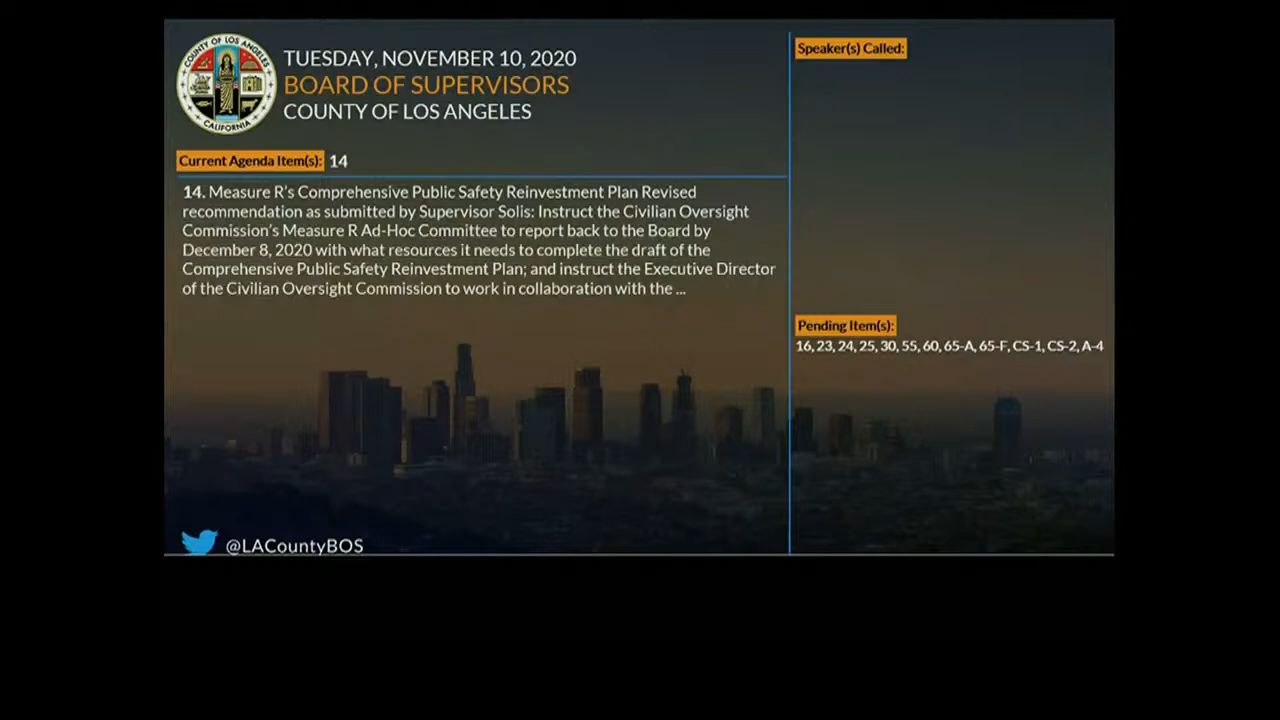 COUNTY OF LOS ANGELES
CALIFORNIA
TUESDAY, NOVEMBER 10, 2020
BOARD OF SUPERVISORS
COUNTY OF LOS ANGELES
Current Agenda Item(s): 14
14. Measure R's Comprehensive Public Safety Reinvestment Plan Revised
recommendation as submitted by Supervisor Solis: Instruct the Civilian Oversight
Commission's Measure R Ad-Hoc Committee to report back to the Board by
December 8, 2020 with what resources it needs to complete the draft of the
Comprehensive Public Safety Reinvestment Plan; and instruct the Executive Director
of the Civilian Oversight Commission to work in collaboration with the ...
@LACountyBOS
Speaker(s) Called:
Pending Item(s):
16, 23, 24, 25, 30, 55, 60, 65-A, 65-F, CS-1, CS-2, A-4